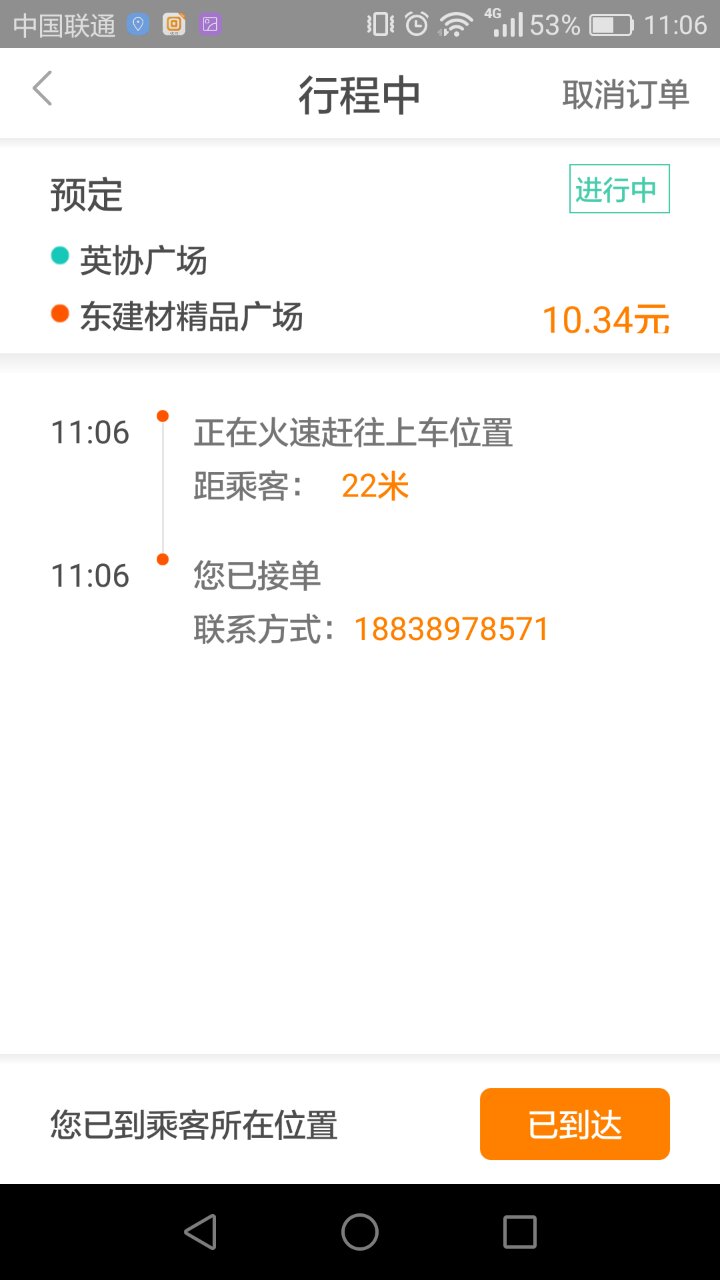 中国联通 4G 53% 11:06
行程中 取消订单
预定 进行中
英协广场
东建材精品广场 10.34元
11:06 正在火速赶往上车位置
距乘客： 22米
11:06 您已接单
联系方式：18838978571
您已到乘客所在位置 已到达